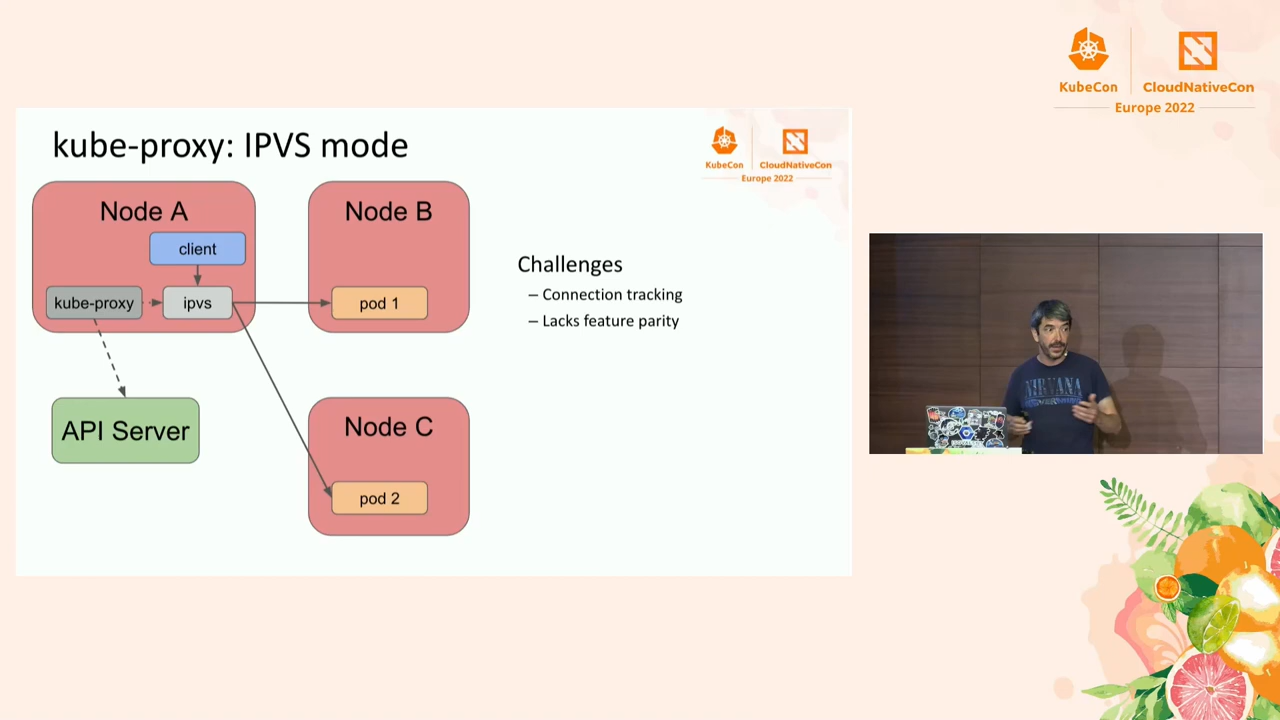 KubeCon
CloudNativeCon
Europe 2022
kube-proxy: IPVS mode
KubeCon
CloudNativeCon
Europe 2022
Node A
client
kube-proxy
ipvs
API Server
Node B
pod 1
Node C
pod 2
Challenges
– Connection tracking
– Lacks feature parity
NIRVANA